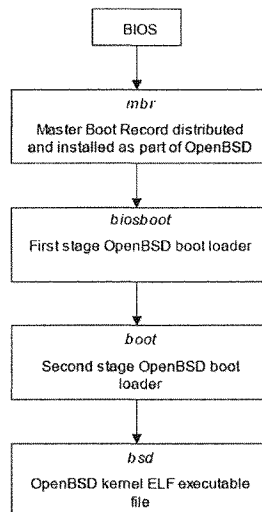 BIOS
mbr
Master Boot Record distributed
and installed as part of OpenBSD
biosboot
First stage OpenBSD boot loader
boot
Second stage OpenBSD boot
loader
bsd
OpenBSD kernel ELF executable
file